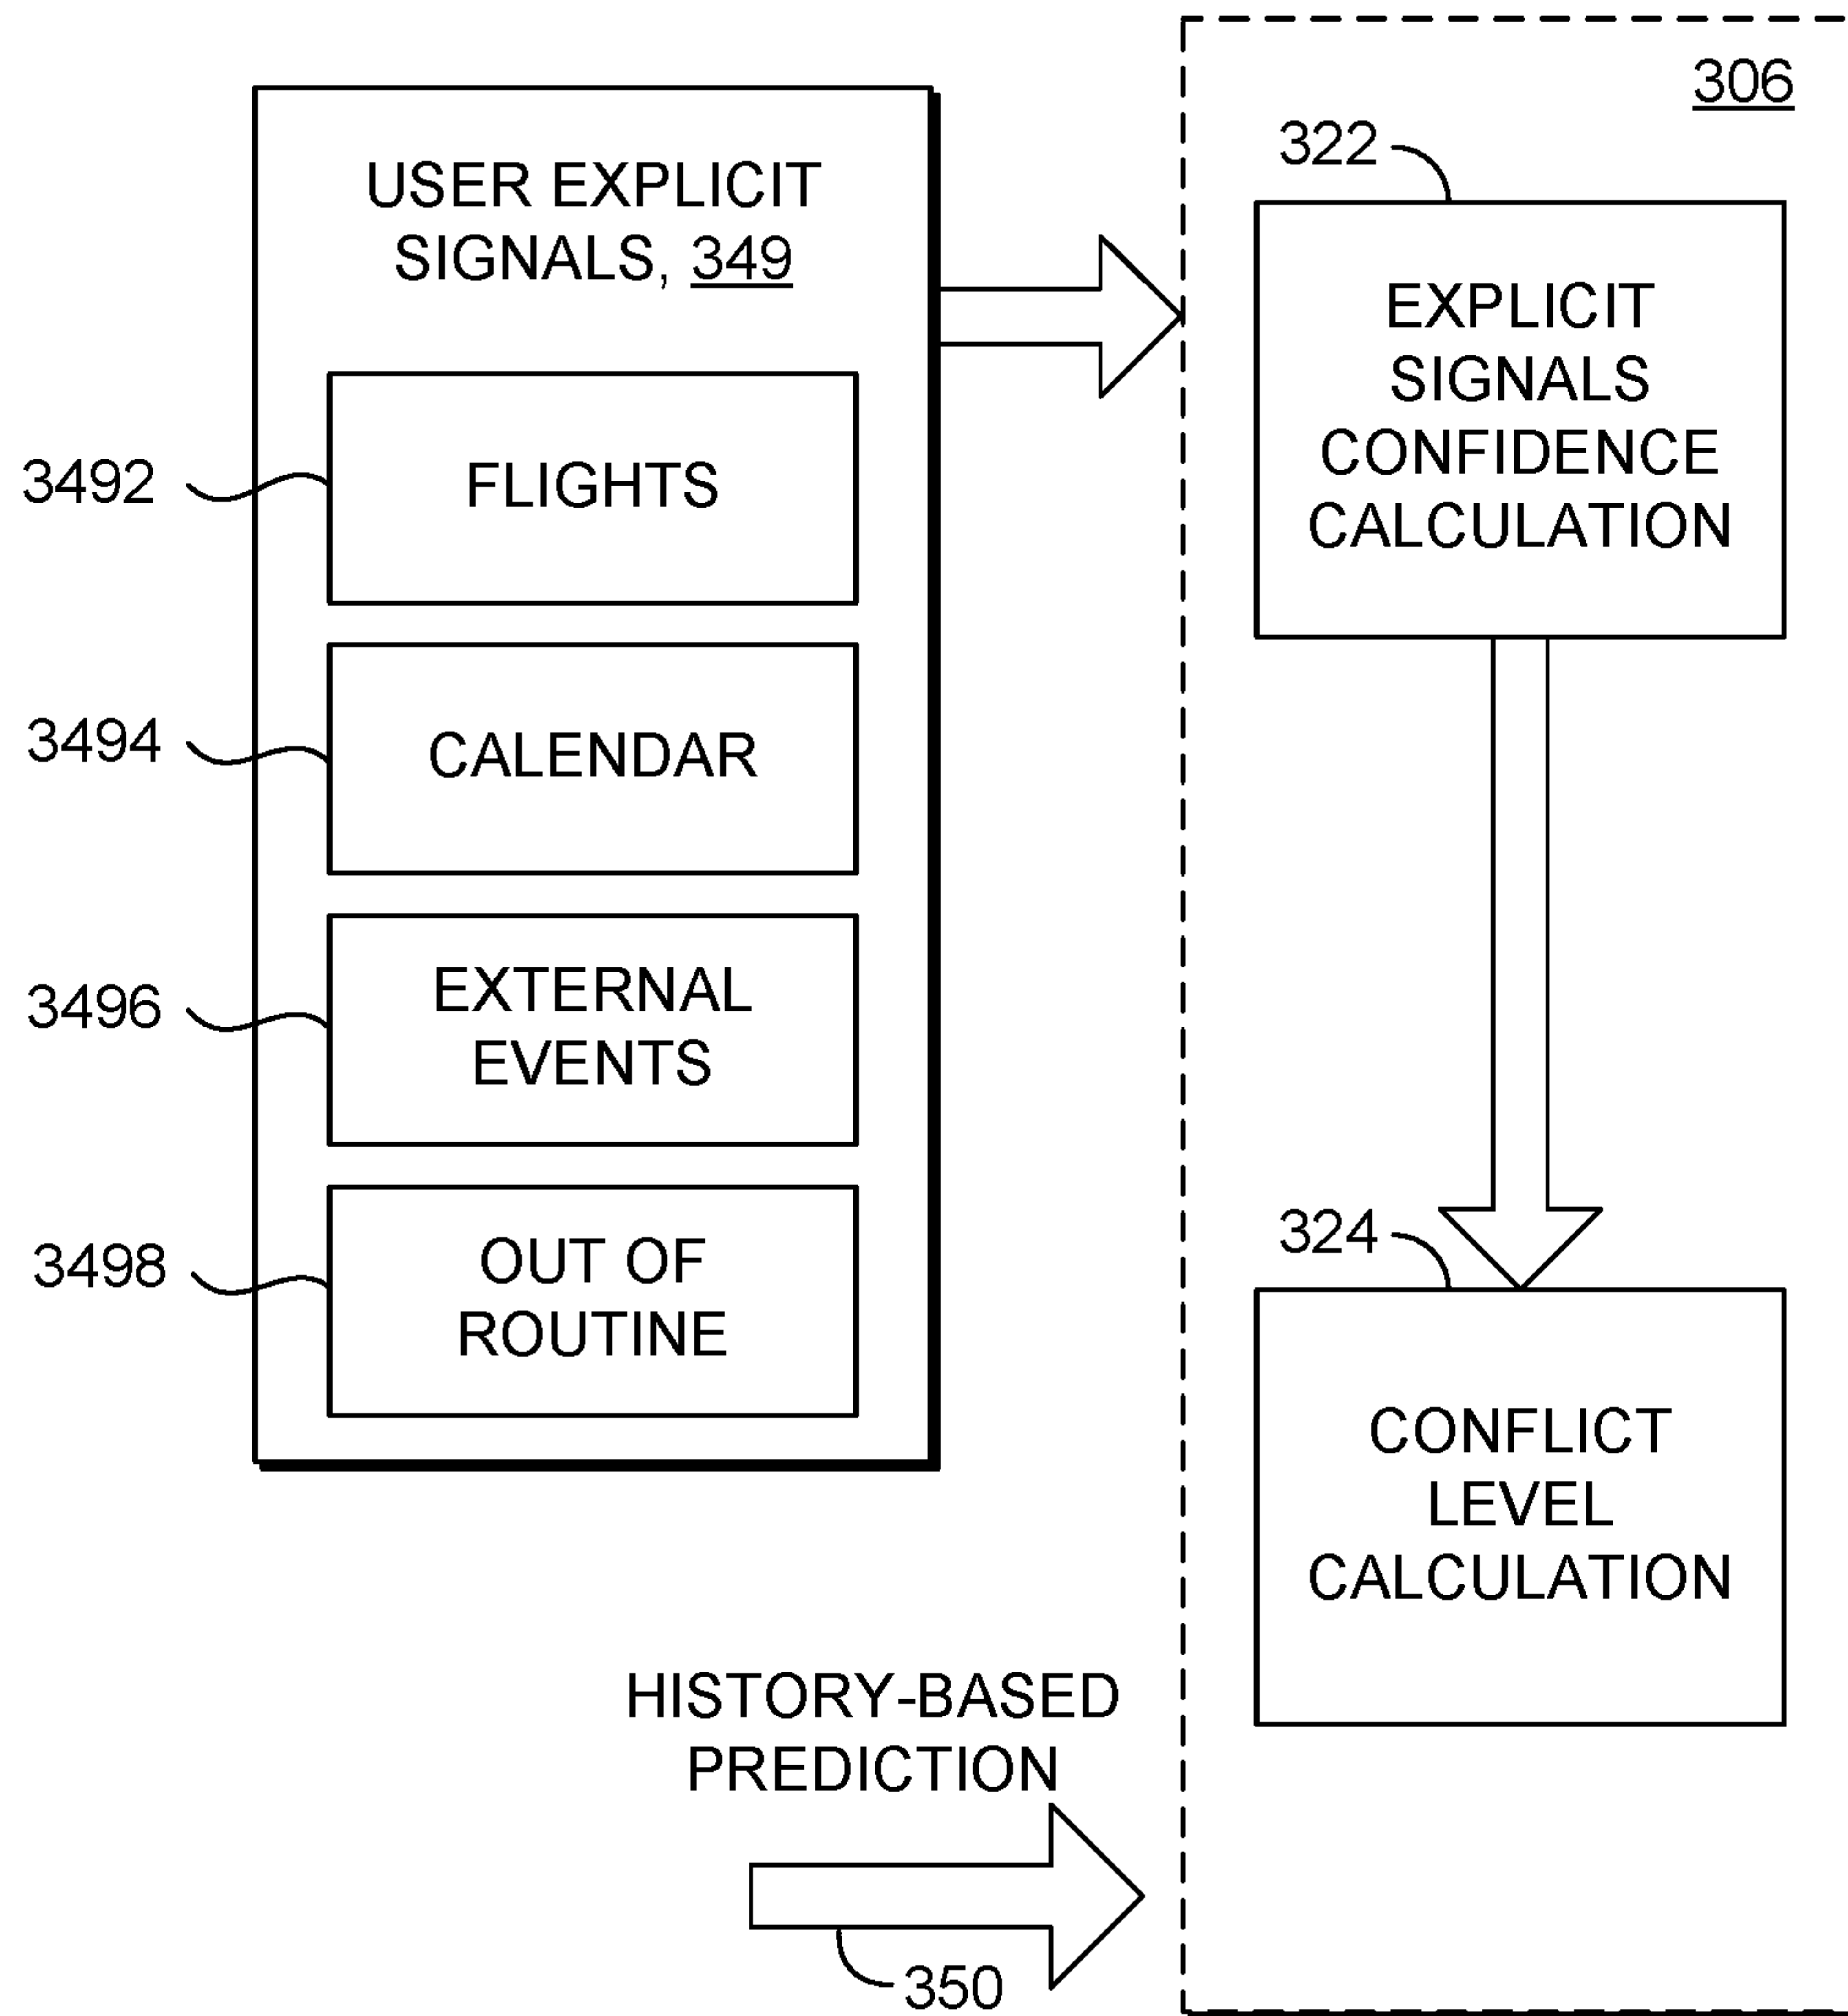 USER EXPLICIT
SIGNALS, 349
3492
FLIGHTS
3494
CALENDAR
3496
EXTERNAL
EVENTS
3498
OUT OF
ROUTINE
HISTORY-BASED
PREDICTION
350
306
322
EXPLICIT
SIGNALS
CONFIDENCE
CALCULATION
324
CONFLICT
LEVEL
CALCULATION